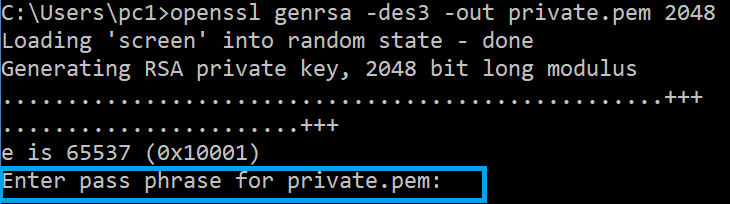 C:\Users\pc1>openssl genrsa -des3 -out private.pem 2048
Loading 'screen' into random state - done
Generating RSA private key, 2048 bit long modulus
...................................................+++
.......................+++
e is 65537 (0x10001)
Enter pass phrase for private.pem: